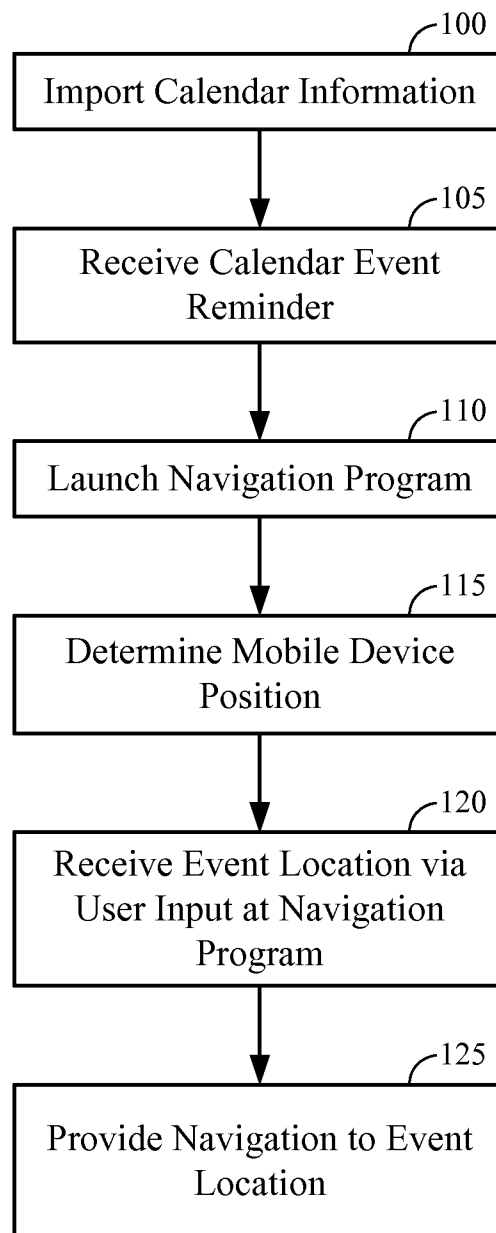 100
Import Calendar Information
105
Receive Calendar Event
Reminder
110
Launch Navigation Program
115
Determine Mobile Device
Position
120
Receive Event Location via
User Input at Navigation
Program
125
Provide Navigation to Event
Location